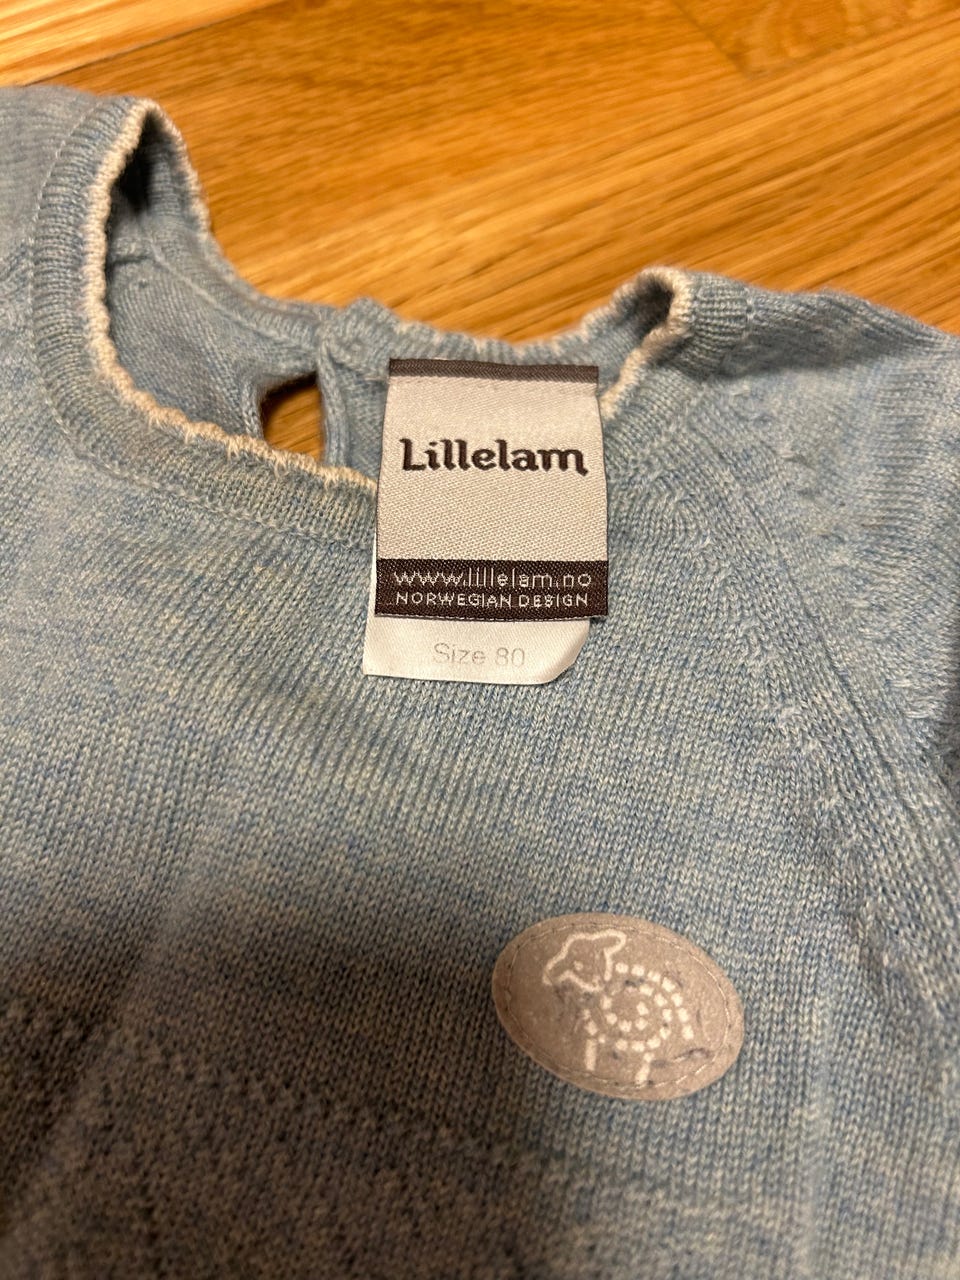 Lillelam
www.lillelam.no
NORWEGIAN DESIGN
Size 80